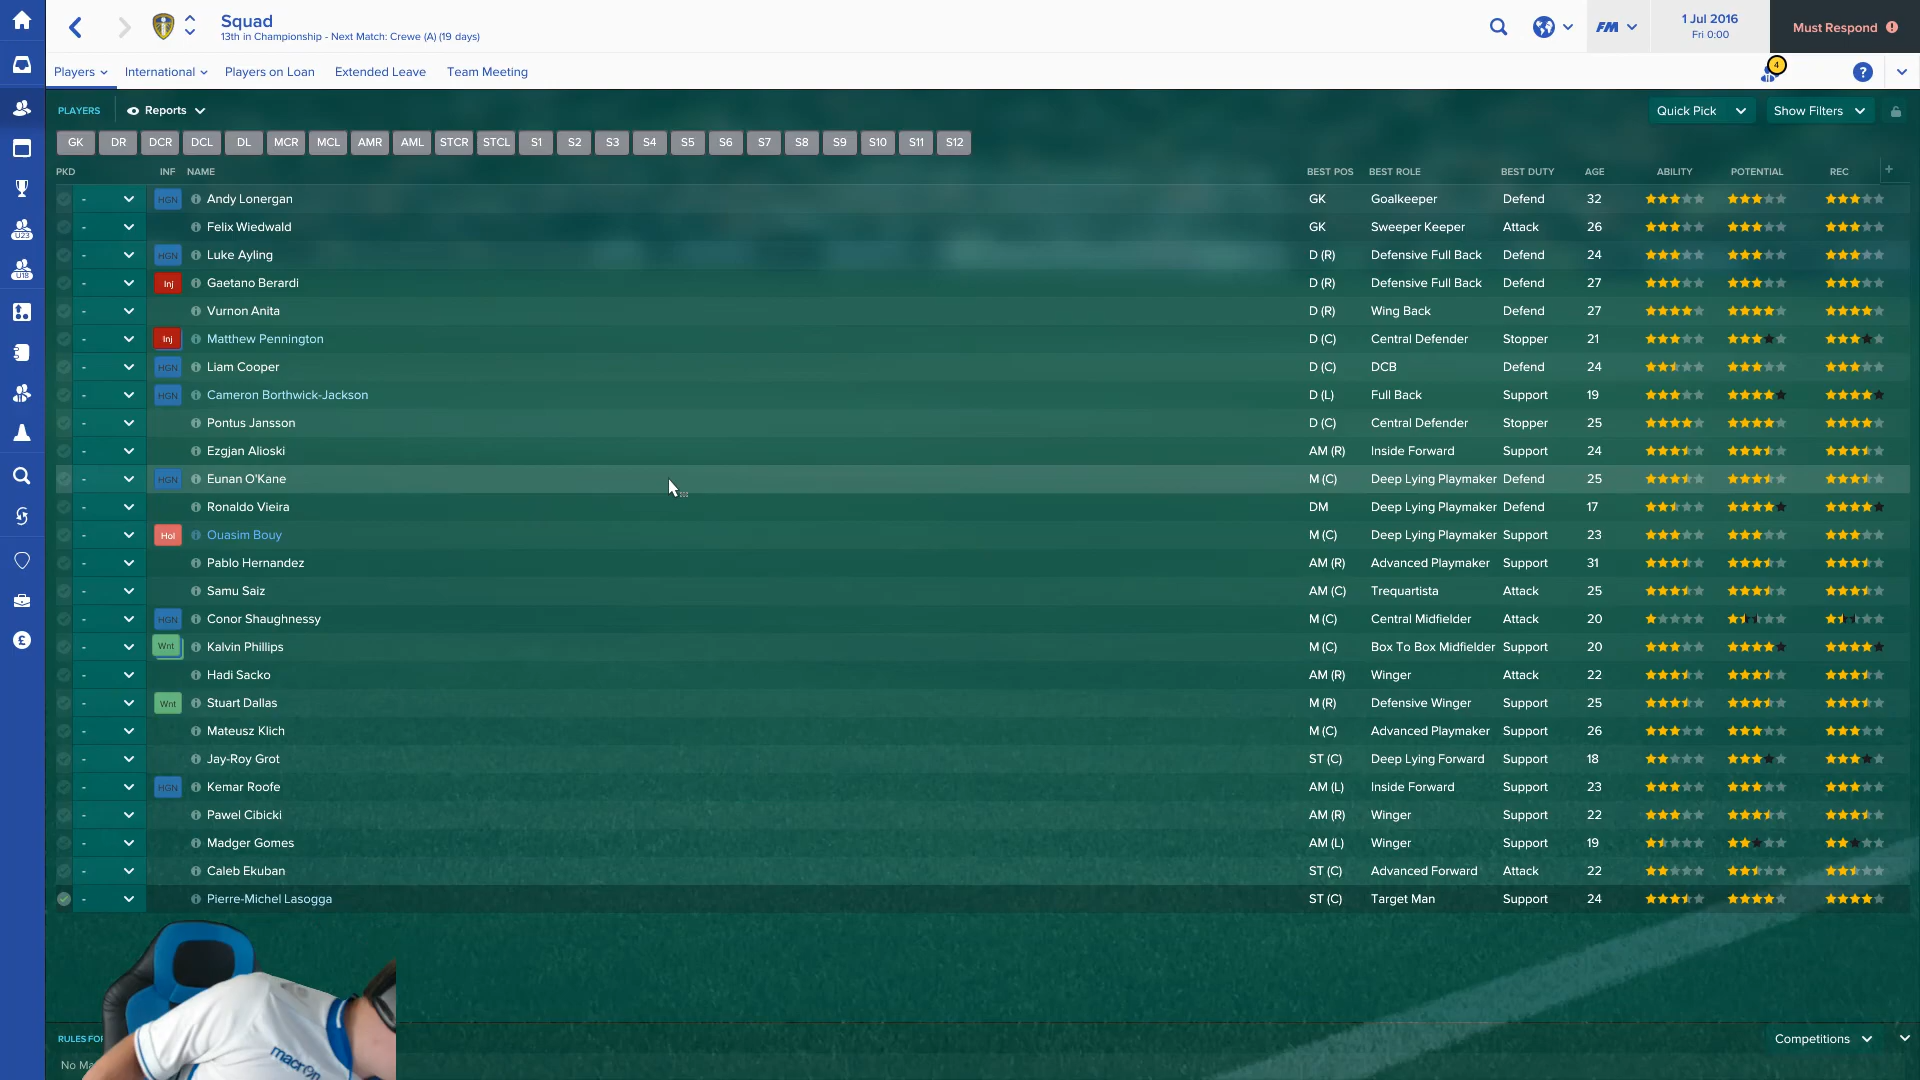 Squad
13th in Championship - Next Match: Crewe (A) (19 days)
FM
1 Jul 2016
Fri 0:00
Must Respond
Players
International
Players on Loan
Extended Leave
Team Meeting
4
?
PLAYERS
Reports
Quick Pick
Show Filters
GK DR DCR DCL DL MCR MCL AMR AML STCR STCL S1 S2 S3 S4 S5 S6 S7 S8 S9 S10 S11 S12
PKD INF NAME BEST POS BEST ROLE BEST DUTY AGE ABILITY POTENTIAL REC +
- HGN Andy Lonergan GK Goalkeeper Defend 32
- Felix Wiedwald GK Sweeper Keeper Attack 26
- HGN Luke Ayling D (R) Defensive Full Back Defend 24
- Inj Gaetano Berardi D (R) Defensive Full Back Defend 27
- Vurnon Anita D (R) Wing Back Defend 27
- Inj Matthew Pennington D (C) Central Defender Stopper 21
- HGN Liam Cooper D (C) DCB Defend 24
- HGN Cameron Borthwick-Jackson D (L) Full Back Support 19
- Pontus Jansson D (C) Central Defender Stopper 25
- Ezgjan Alioski AM (R) Inside Forward Support 24
- HGN Eunan O'Kane M (C) Deep Lying Playmaker Defend 25
- Ronaldo Vieira DM Deep Lying Playmaker Defend 17
- Hol Ouasim Bouy M (C) Deep Lying Playmaker Support 23
- Pablo Hernandez AM (R) Advanced Playmaker Support 31
- Samu Saiz AM (C) Trequartista Attack 25
- HGN Conor Shaughnessy M (C) Central Midfielder Attack 20
- Wnt Kalvin Phillips M (C) Box To Box Midfielder Support 20
- Hadi Sacko AM (R) Winger Attack 22
- Wnt Stuart Dallas M (R) Defensive Winger Support 25
- Mateusz Klich M (C) Advanced Playmaker Support 26
- Jay-Roy Grot ST (C) Deep Lying Forward Support 18
- HGN Kemar Roofe AM (L) Inside Forward Support 23
- Pawel Cibicki AM (R) Winger Support 22
- Madger Gomes AM (L) Winger Support 19
- Caleb Ekuban ST (C) Advanced Forward Attack 22
- Pierre-Michel Lasogga ST (C) Target Man Support 24
U23
U18
£
RULES FOR
Competitions
No Ma
macron